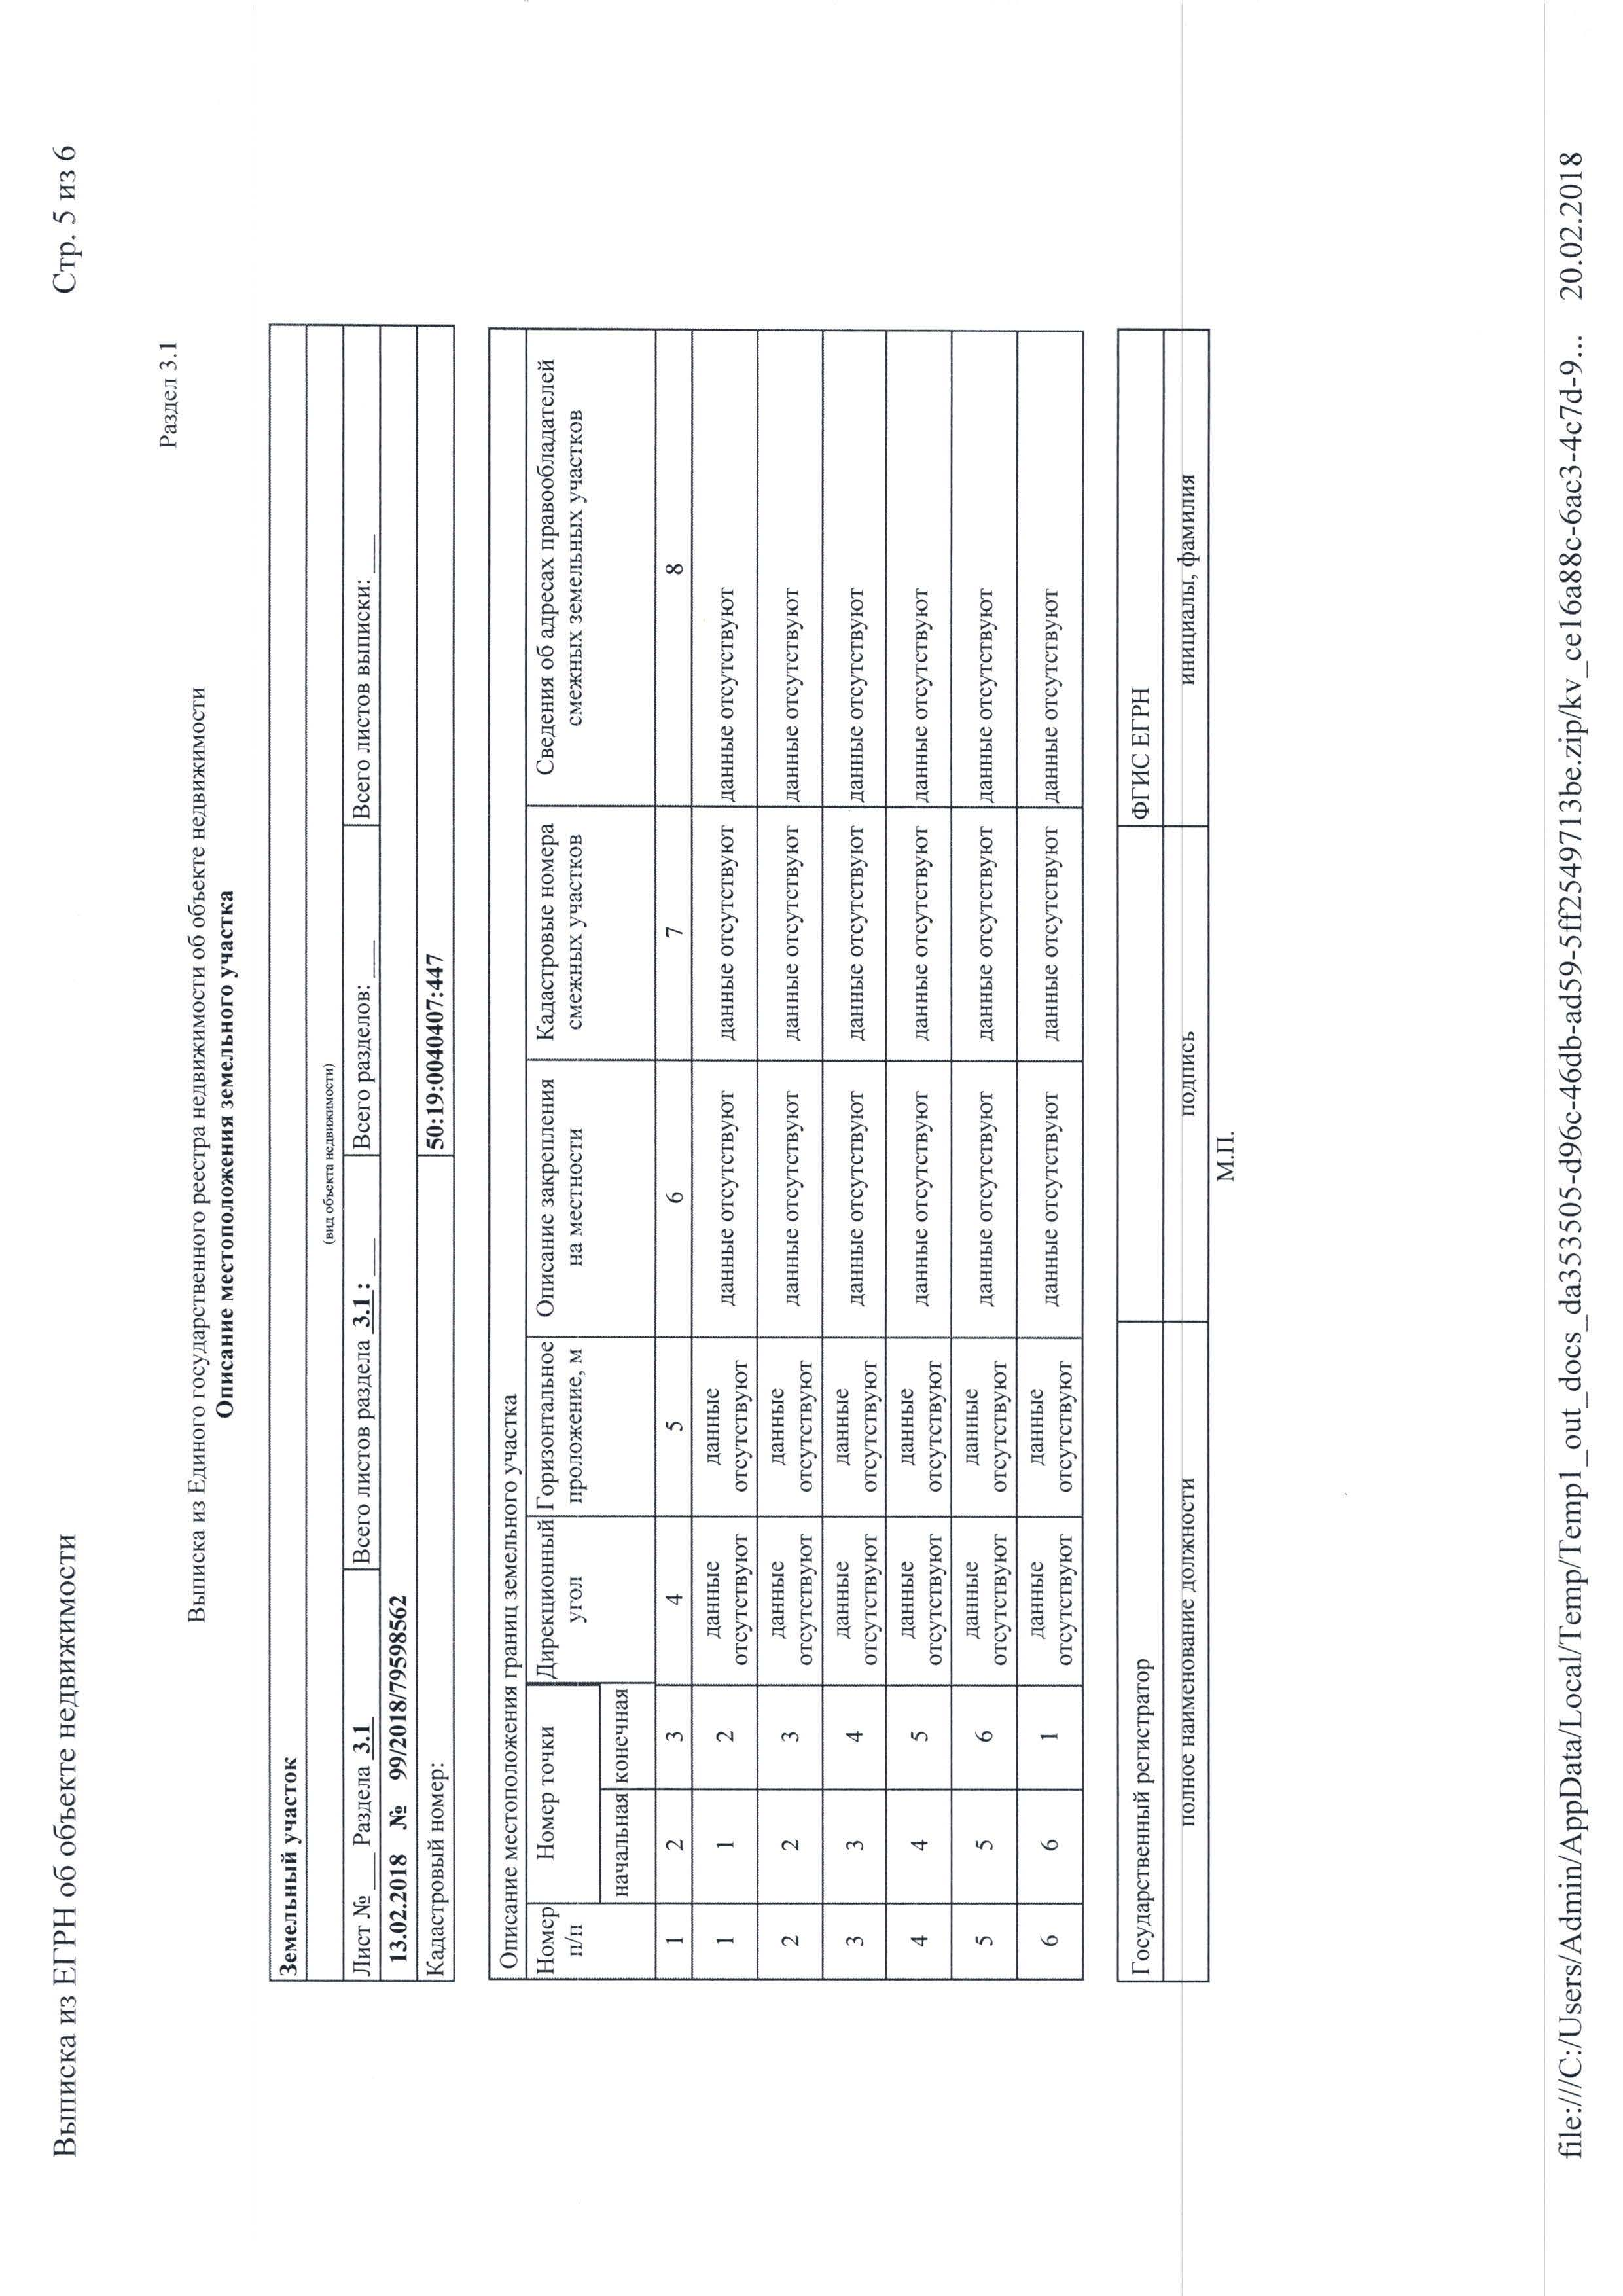 Выписка из ЕГРН об объекте недвижимости Стр. 5 из 6
Раздел 3.1
Выписка из Единого государственного реестра недвижимости об объекте недвижимости
Описание местоположения земельного участка
Земельный участок
(вид объекта недвижимости)
Лист № ___ Раздела 3.1 Всего листов раздела 3.1 : ___ Всего разделов: ___ Всего листов выписки: ___
13.02.2018 № 99/2018/79598562
Кадастровый номер: 50:19:0040407:447
Описание местоположения границ земельного участка
Номер п/п Номер точки Дирекционный угол Горизонтальное проложение, м Описание закрепления на местности Кадастровые номера смежных участков Сведения об адресах правообладателей смежных земельных участков
начальная конечная
1 2 3 4 5 6 7 8
1 1 2 данные отсутствуют данные отсутствуют данные отсутствуют данные отсутствуют данные отсутствуют
2 2 3 данные отсутствуют данные отсутствуют данные отсутствуют данные отсутствуют данные отсутствуют
3 3 4 данные отсутствуют данные отсутствуют данные отсутствуют данные отсутствуют данные отсутствуют
4 4 5 данные отсутствуют данные отсутствуют данные отсутствуют данные отсутствуют данные отсутствуют
5 5 6 данные отсутствуют данные отсутствуют данные отсутствуют данные отсутствуют данные отсутствуют
6 6 1 данные отсутствуют данные отсутствуют данные отсутствуют данные отсутствуют данные отсутствуют
Государственный регистратор ФГИС ЕГРН
полное наименование должности подпись инициалы, фамилия
М.П.
file:///C:/Users/Admin/AppData/Local/Temp/Temp1_out_docs_da353505-d96c-46db-ad59-5ff2549713be.zip/kv_ce16a88c-6ac3-4c7d-9... 20.02.2018